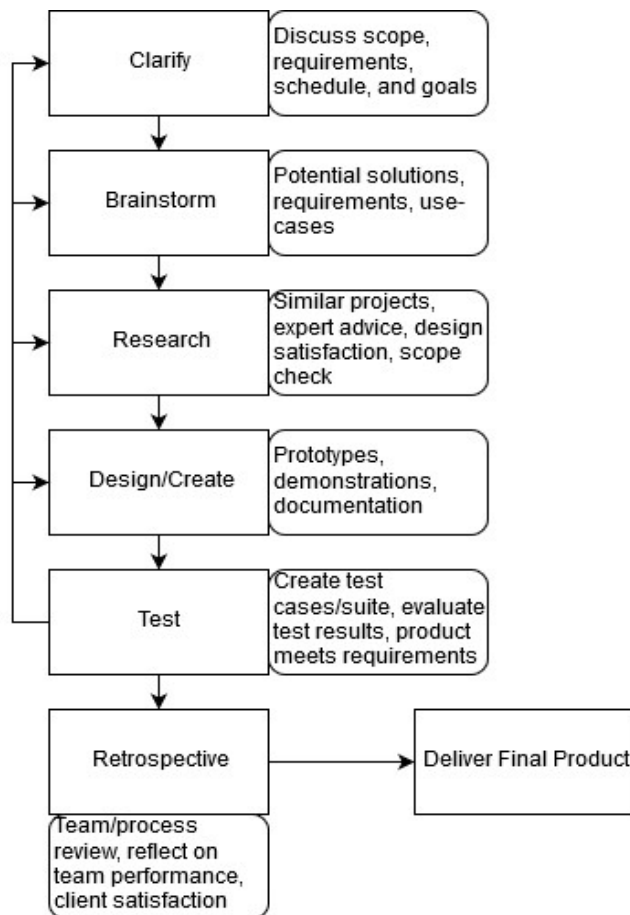 Clarify
Discuss scope,
requirements,
schedule, and goals
Brainstorm
Potential solutions,
requirements, use-
cases
Research
Similar projects,
expert advice, design
satisfaction, scope
check
Design/Create
Prototypes,
demonstrations,
documentation
Test
Create test
cases/suite, evaluate
test results, product
meets requirements
Retrospective
Deliver Final Product
Team/process
review, reflect on
team performance,
client satisfaction